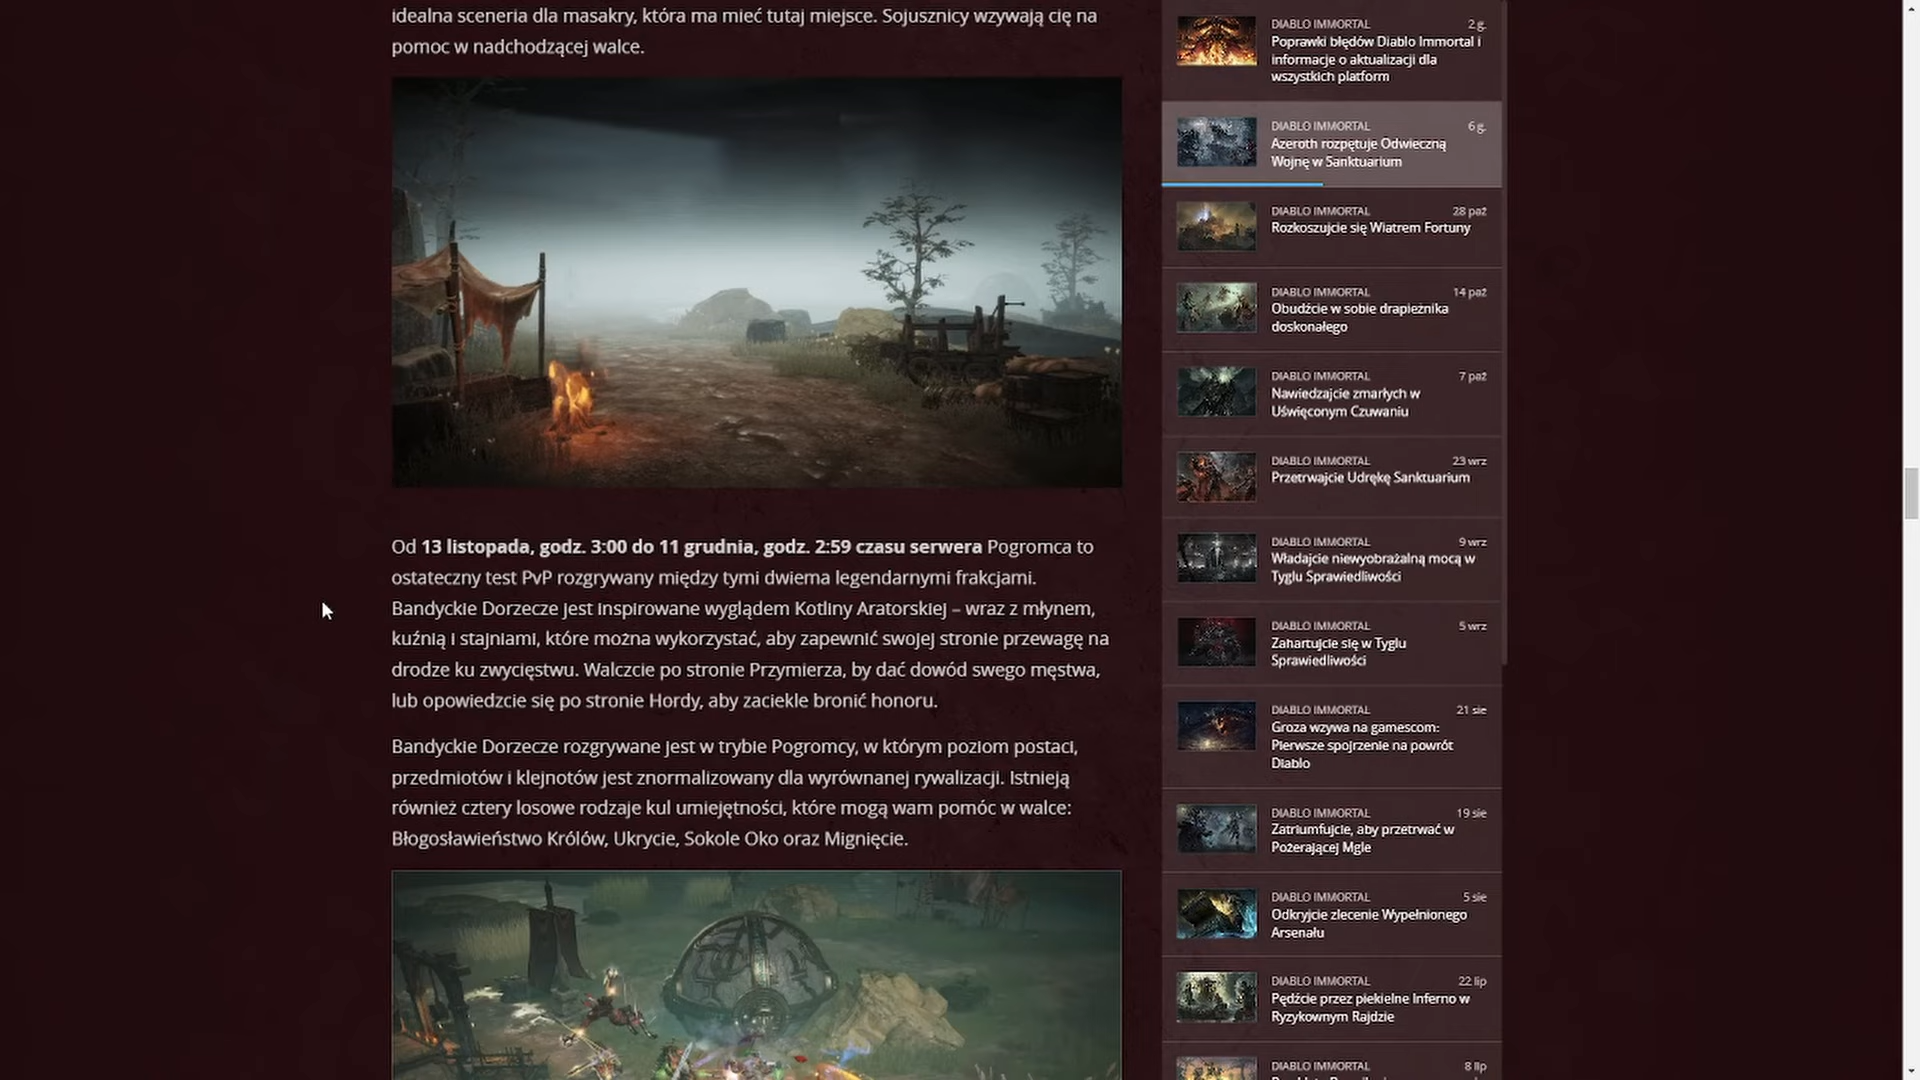 idealna sceneria dla masakry, która ma mieć tutaj miejsce. Sojusznicy wzywają cię na
pomoc w nadchodzącej walce.
Od 13 listopada, godz. 3:00 do 11 grudnia, godz. 2:59 czasu serwera Pogromca to
ostateczny test PvP rozgrywany między tymi dwiema legendarnymi frakcjami.
Bandyckie Dorzecze jest inspirowane wyglądem Kotliny Aratorskiej – wraz z młynem,
kuźnią i stajniami, które można wykorzystać, aby zapewnić swojej stronie przewagę na
drodze ku zwycięstwu. Walczcie po stronie Przymierza, by dać dowód swego męstwa,
lub opowiedzcie się po stronie Hordy, aby zaciekle bronić honoru.
Bandyckie Dorzecze rozgrywane jest w trybie Pogromcy, w którym poziom postaci,
przedmiotów i klejnotów jest znormalizowany dla wyrównanej rywalizacji. Istnieją
również cztery losowe rodzaje kul umiejętności, które mogą wam pomóc w walce:
Błogosławieństwo Królów, Ukrycie, Sokole Oko oraz Mignięcie.
DIABLO IMMORTAL 2 g.
Poprawki błędów Diablo Immortal i
informacje o aktualizacji dla
wszystkich platform
DIABLO IMMORTAL 6 g.
Azeroth rozpętuje Odwieczną
Wojnę w Sanktuarium
DIABLO IMMORTAL 28 paź
Rozkoszujcie się Wiatrem Fortuny
DIABLO IMMORTAL 14 paź
Obudźcie w sobie drapieżnika
doskonałego
DIABLO IMMORTAL 7 paź
Nawiedzajcie zmarłych w
Uświęconym Czuwaniu
DIABLO IMMORTAL 23 wrz
Przetrwajcie Udrękę Sanktuarium
DIABLO IMMORTAL 9 wrz
Władajcie niewyobrażalną mocą w
Tyglu Sprawiedliwości
DIABLO IMMORTAL 5 wrz
Zahartujcie się w Tyglu
Sprawiedliwości
DIABLO IMMORTAL 21 sie
Groza wzywa na gamescom:
Pierwsze spojrzenie na powrót
Diablo
DIABLO IMMORTAL 19 sie
Zatriumfujcie, aby przetrwać w
Pożerającej Mgle
DIABLO IMMORTAL 5 sie
Odkryjcie zlecenie Wypełnionego
Arsenału
DIABLO IMMORTAL 22 lip
Pędźcie przez piekielne Inferno w
Ryzykownym Rajdzie
DIABLO IMMORTAL 8 lip